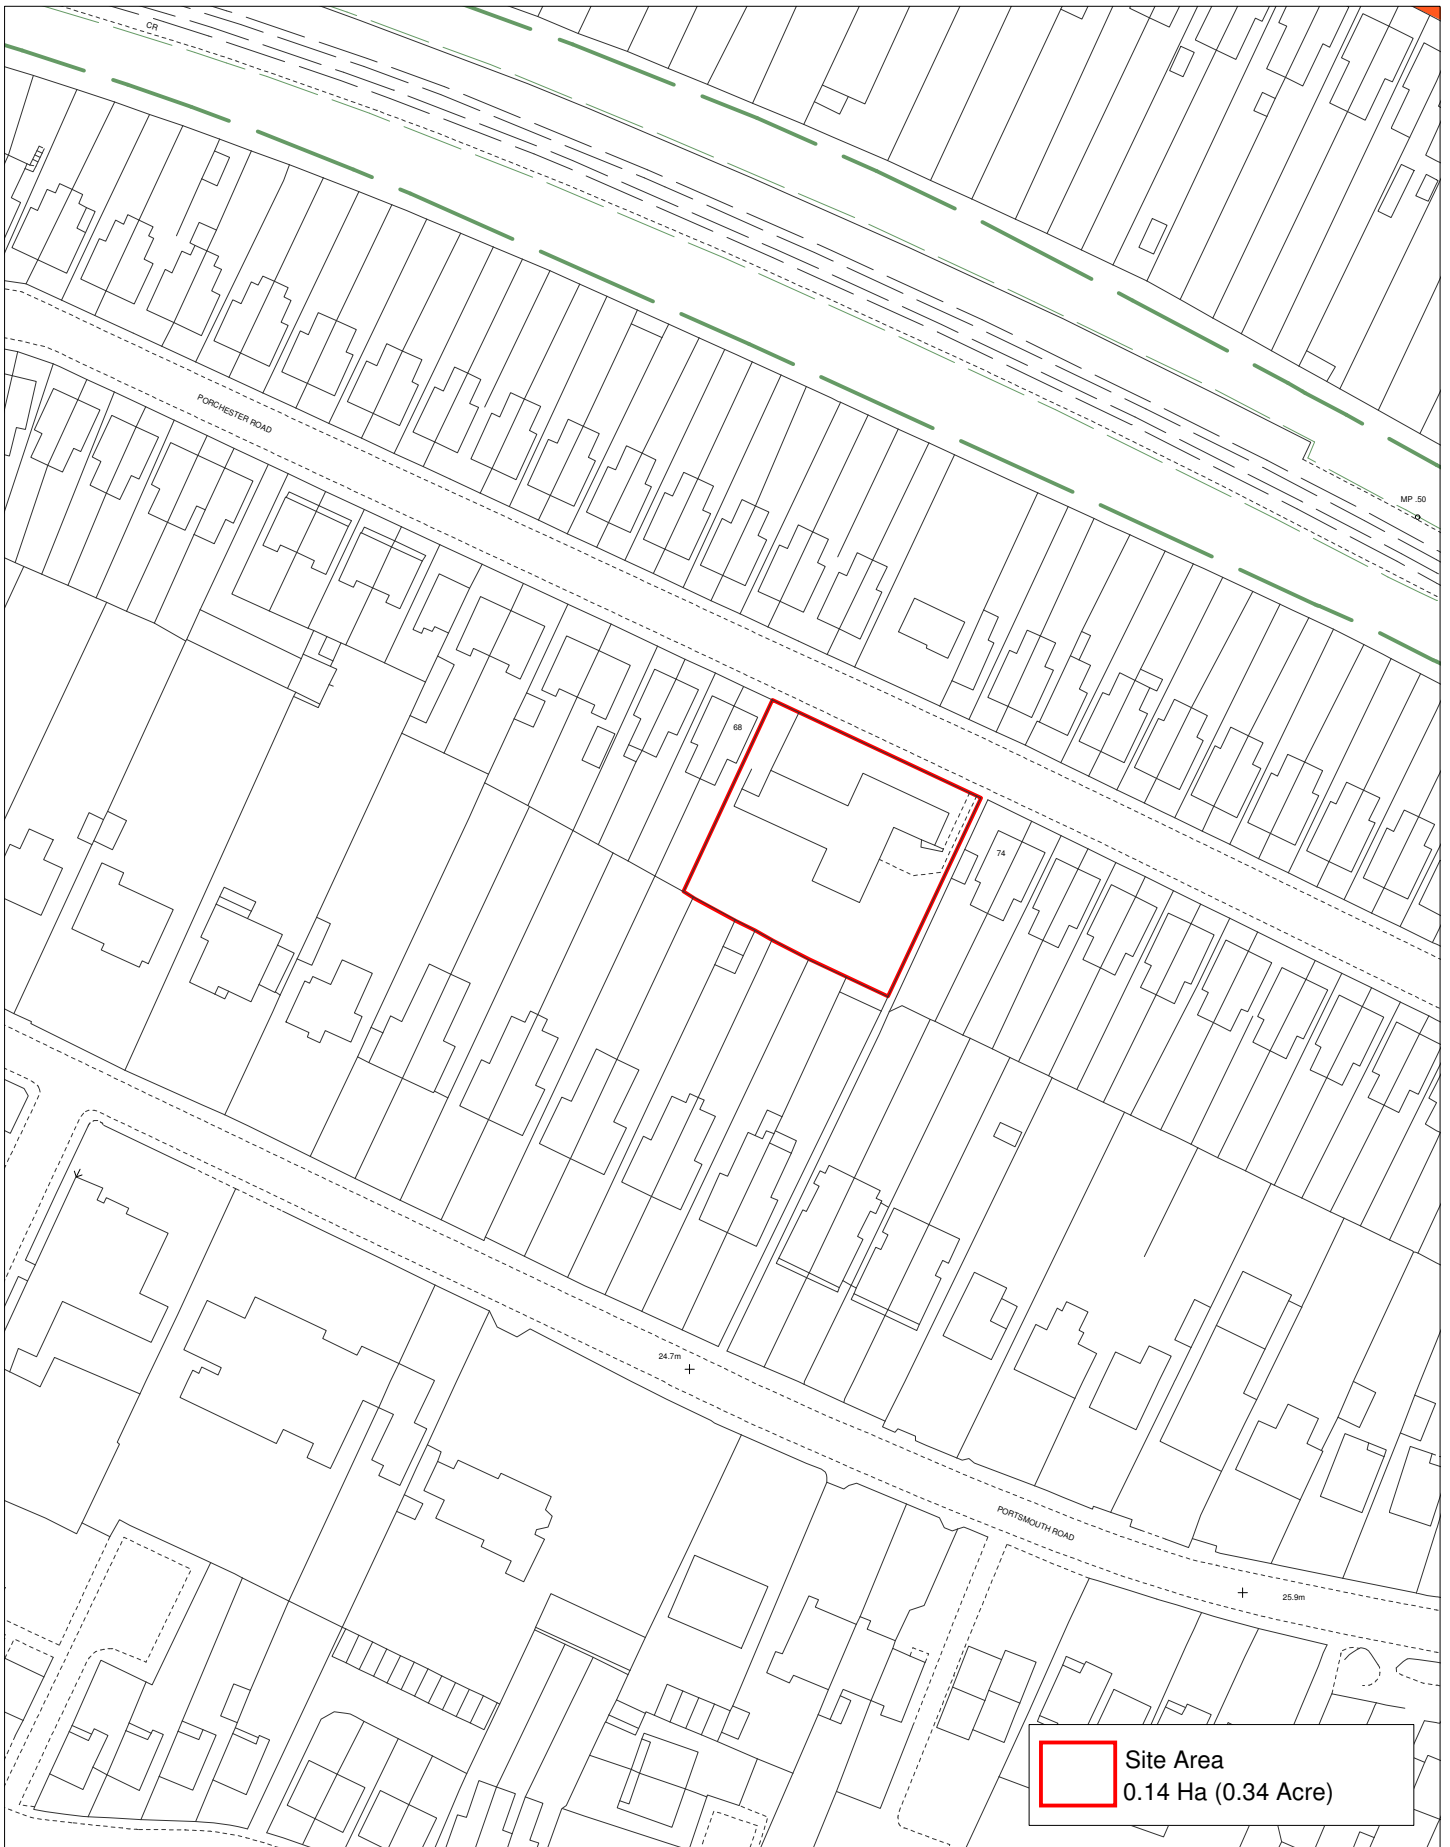 CR
PORCHESTER ROAD
MP .50
68
74
24.7m
PORTSMOUTH ROAD
25.9m
Site Area
0.14 Ha (0.34 Acre)